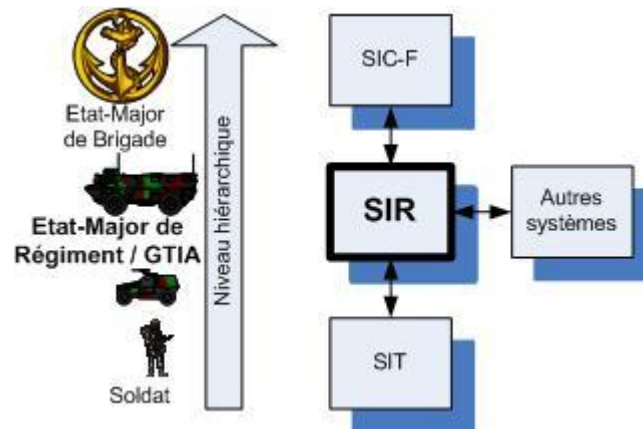 Etat-Major
de Brigade
Etat-Major de
Régiment / GTIA
Soldat
Niveau hiérarchique
SIC-F
SIR
Autres
systèmes
SIT